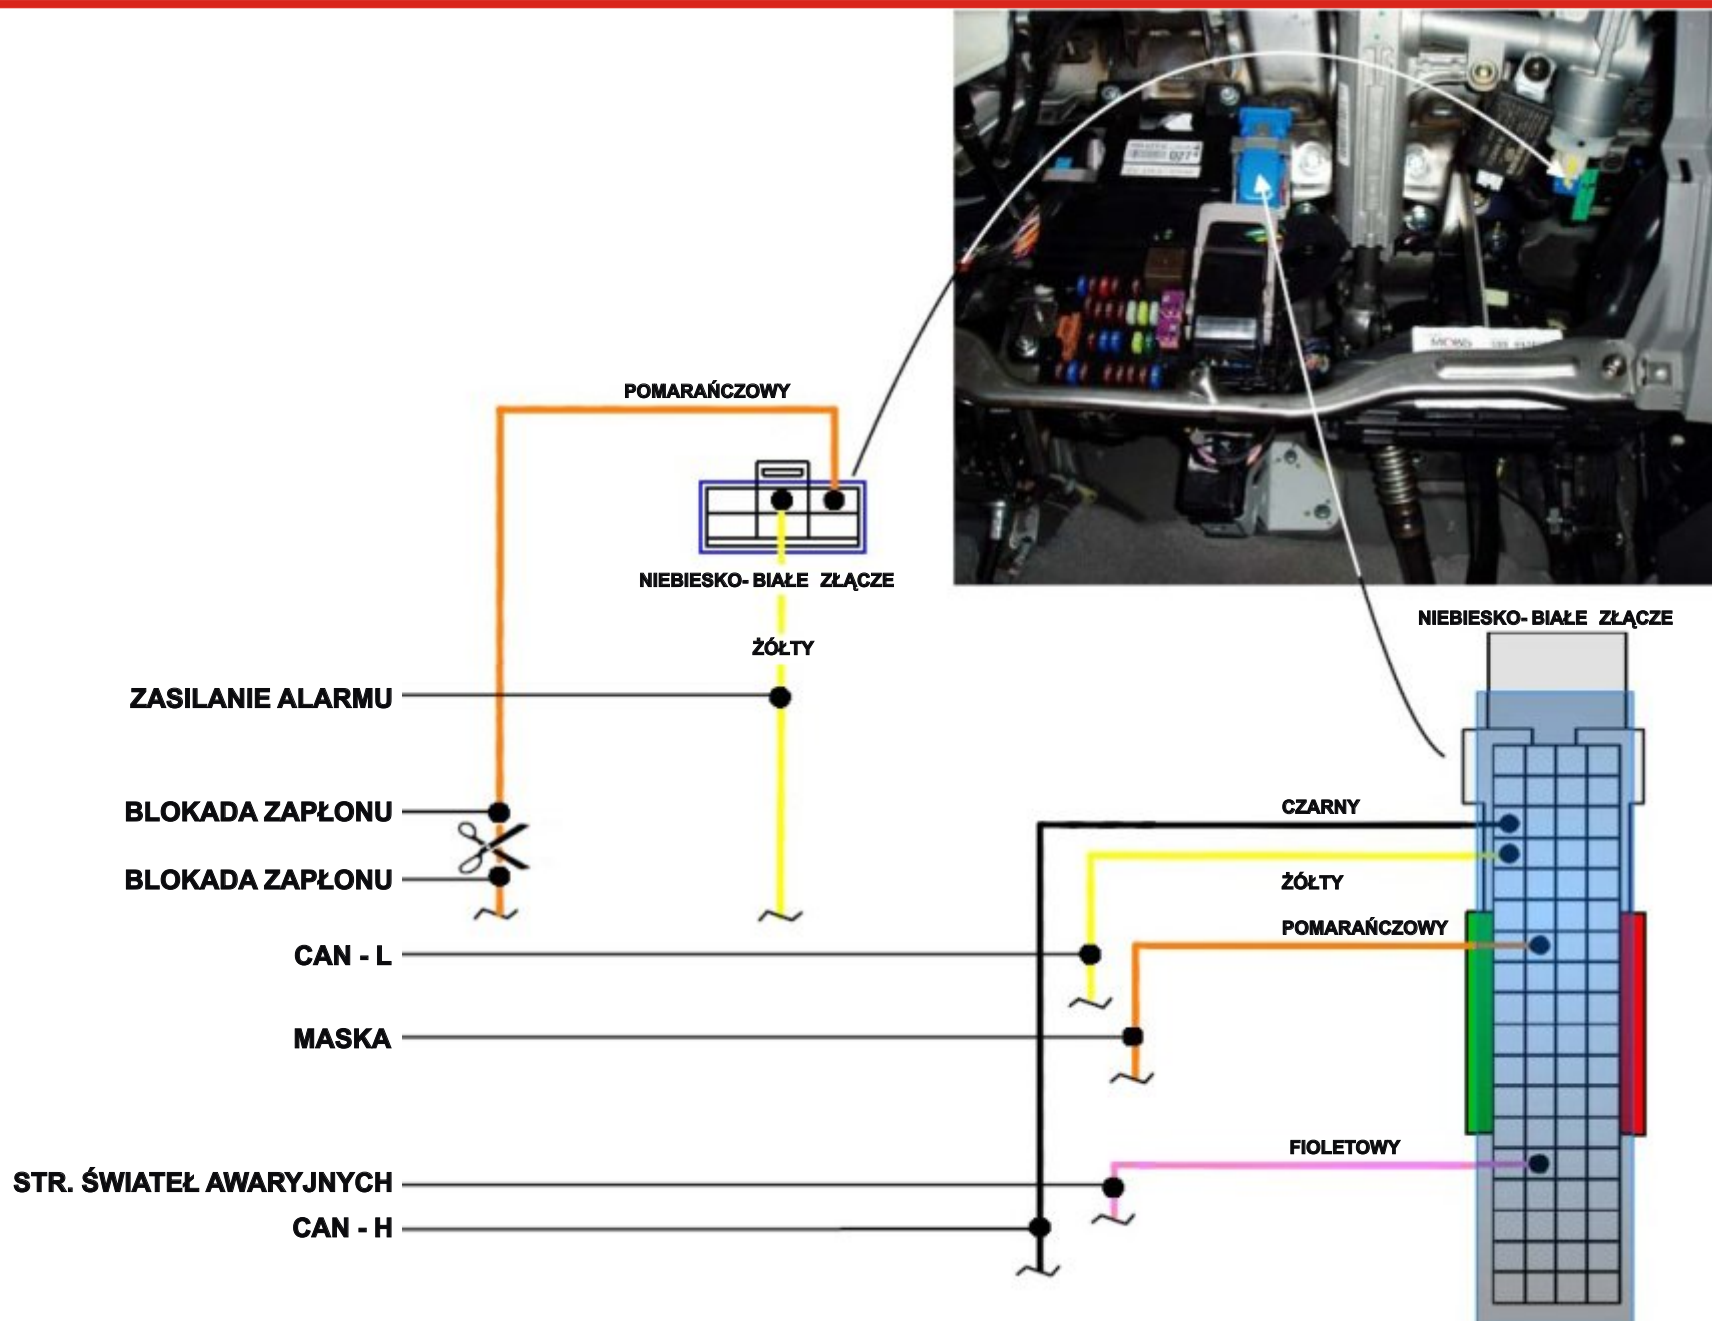 POMARAŃCZOWY
NIEBIESKO- BIAŁE ZŁĄCZE
ŻÓŁTY
ZASILANIE ALARMU
BLOKADA ZAPŁONU
BLOKADA ZAPŁONU
CAN - L
MASKA
STR. ŚWIATEŁ AWARYJNYCH
CAN - H
NIEBIESKO- BIAŁE ZŁĄCZE
CZARNY
ŻÓŁTY
POMARAŃCZOWY
FIOLETOWY